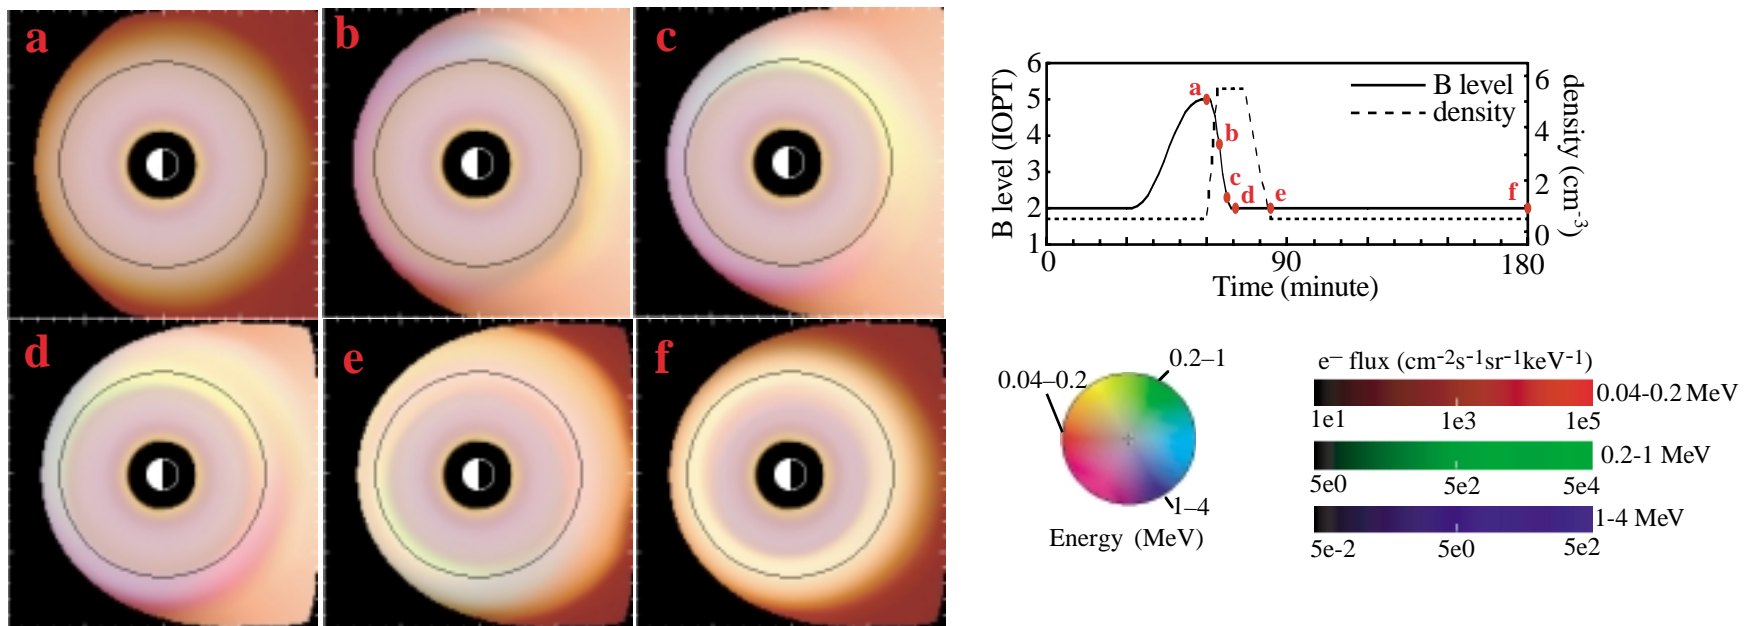 a
b
c
d
e
f
6
5
4
3
2
1
B level (IOPT)
B level
density
a
b
c
d
e
f
6
4
2
0
density (cm-3)
0
90
180
Time (minute)
0.04–0.2
0.2–1
1–4
Energy (MeV)
e– flux (cm-2s-1sr-1keV-1)
0.04-0.2 MeV
1e1 1e3 1e5
0.2-1 MeV
5e0 5e2 5e4
1-4 MeV
5e-2 5e0 5e2